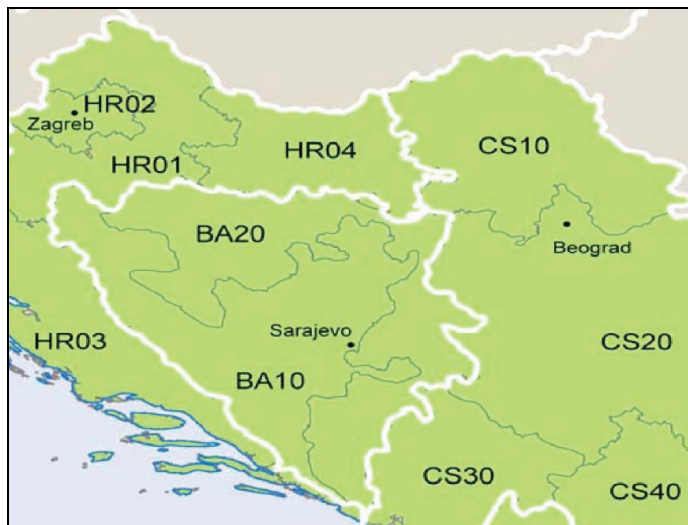 HR02
Zagreb
HR01
HR04
CS10
BA20
Beograd
Sarajevo
HR03
CS20
BA10
CS30
CS40